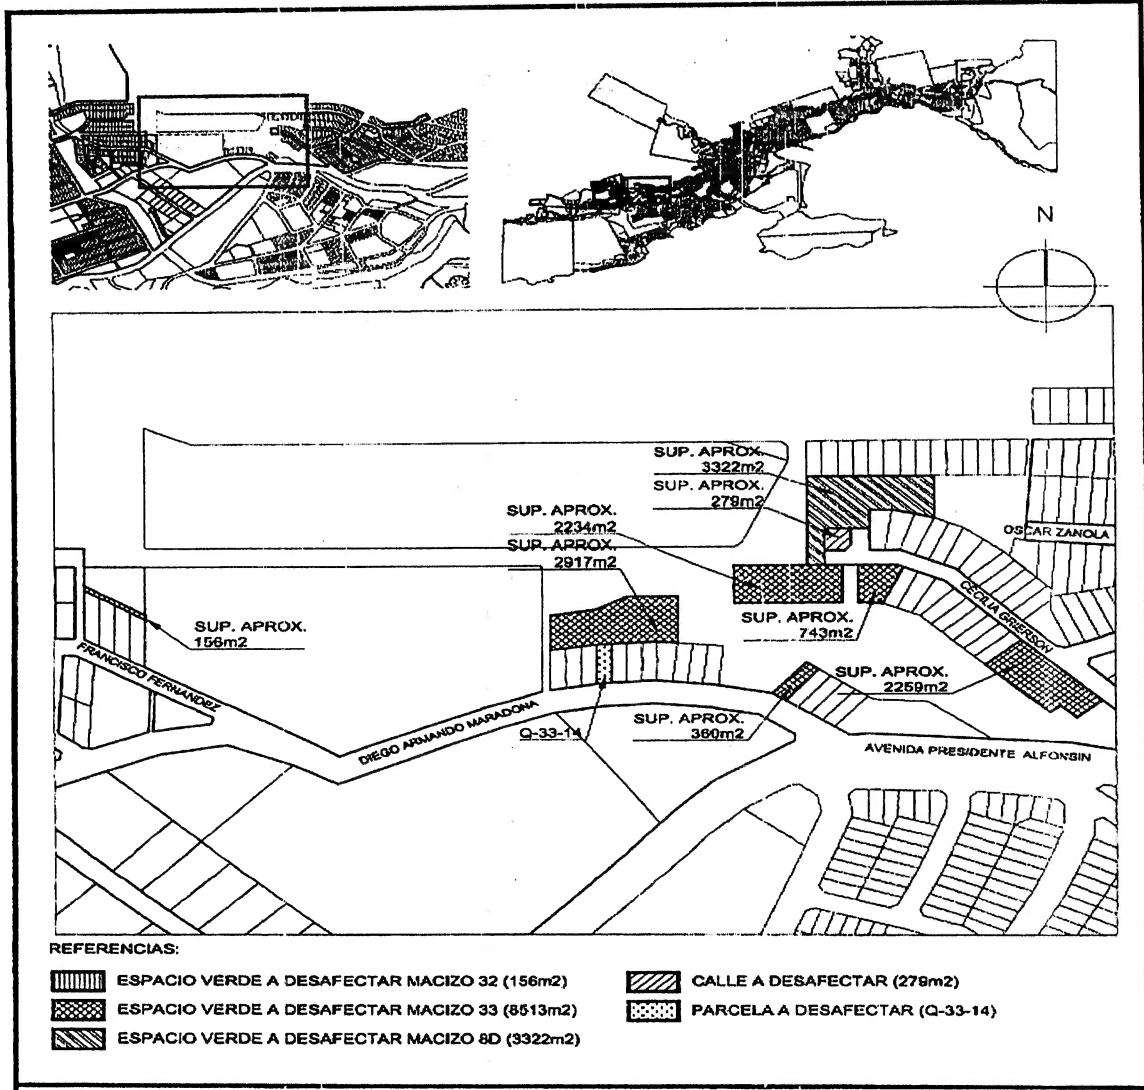 N
SUP. APROX.
3322m2
SUP. APROX.
279m2
SUP. APROX.
2234m2
SUP. APROX.
2917m2
OSCAR ZANOLA
CECILIA GRIERSON
SUP. APROX.
743m2
SUP. APROX.
156m2
FRANCISCO FERNANDEZ
SUP. APROX.
2259m2
DIEGO ARMANDO MARADONA
Q-33-14
SUP. APROX.
360m2
AVENIDA PRESIDENTE ALFONSIN
REFERENCIAS:
ESPACIO VERDE A DESAFECTAR MACIZO 32 (156m2)
ESPACIO VERDE A DESAFECTAR MACIZO 33 (8513m2)
ESPACIO VERDE A DESAFECTAR MACIZO 8D (3322m2)
CALLE A DESAFECTAR (279m2)
PARCELA A DESAFECTAR (Q-33-14)